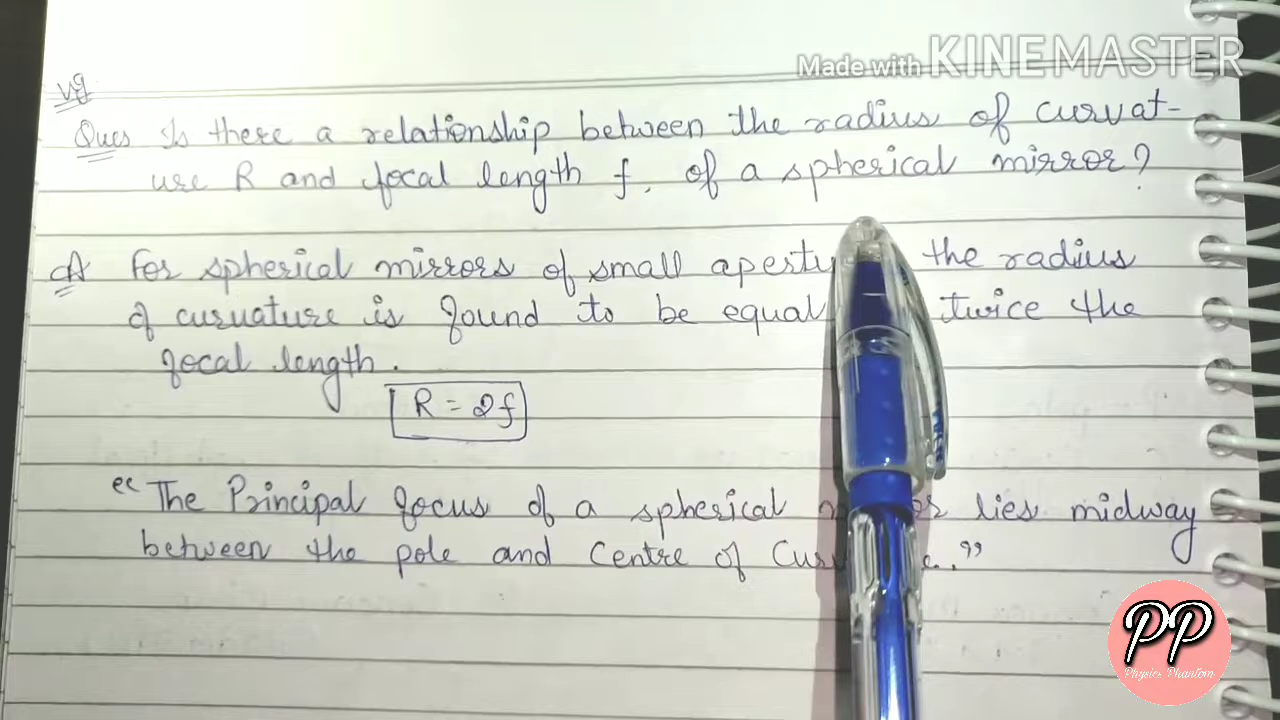 Made with KINEMASTER
Ques Is there a relationship between the radius of curvat-
ure R and focal length f, of a spherical mirror?
A For spherical mirrors of small apertu the radius
of curvature is found to be equal twice the
focal length.
R = 2f
"The Principal focus of a spherical lies midway
between the pole and Centre of
PP
Physics Phantom